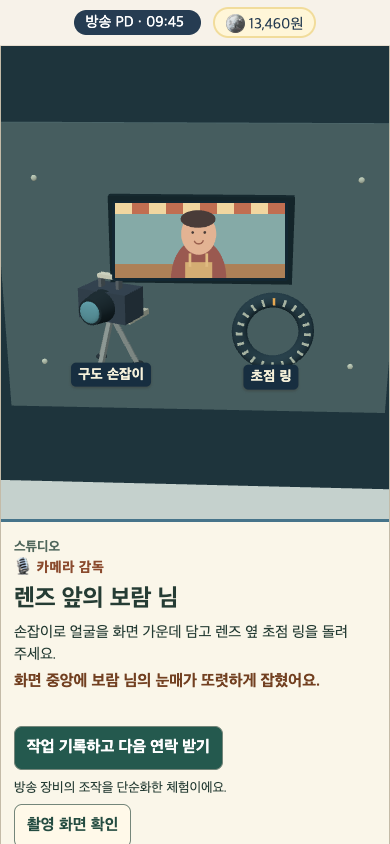 방송 PD · 09:45
13,460원
구도 손잡이
초점 링
스튜디오
카메라 감독
렌즈 앞의 보람 님
손잡이로 얼굴을 화면 가운데 담고 렌즈 옆 초점 링을 돌려
주세요.
화면 중앙에 보람 님의 눈매가 또렷하게 잡혔어요.
작업 기록하고 다음 연락 받기
방송 장비의 조작을 단순화한 체험이에요.
촬영 화면 확인